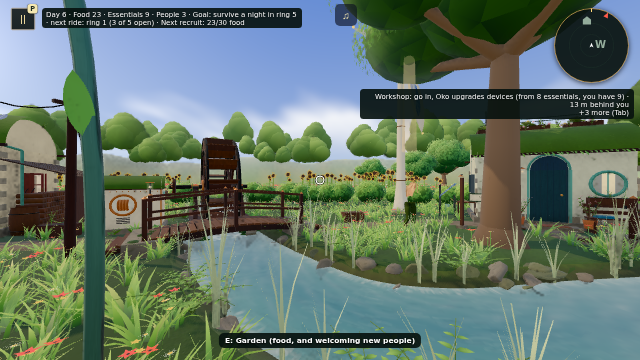 P
Day 6 · Food 23 · Essentials 9 · People 3 · Goal: survive a night in ring 5
· next ride: ring 1 (3 of 5 open) · Next recruit: 23/30 food
W
Workshop: go in, Oko upgrades devices (from 8 essentials, you have 9) ·
13 m behind you
+3 more (Tab)
E: Garden (food, and welcoming new people)